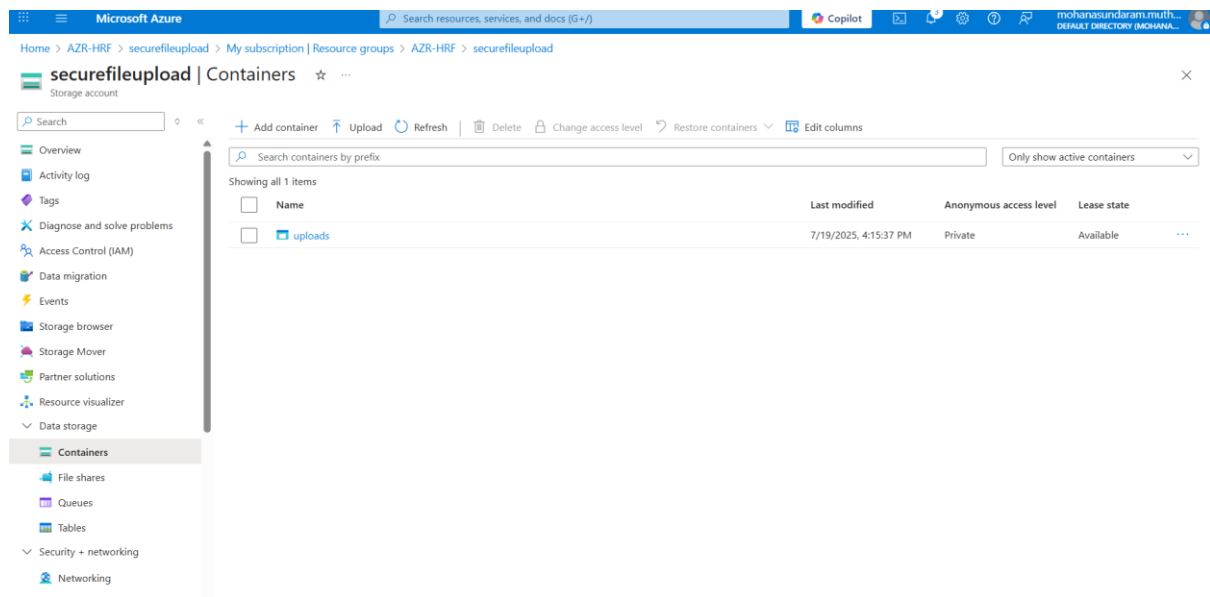 Microsoft Azure
Search resources, services, and docs (G+/)
Copilot
3
mohanasundaram.muth...
DEFAULT DIRECTORY (MOHANA...
Home > AZR-HRF > securefileupload > My subscription | Resource groups > AZR-HRF > securefileupload
securefileupload | Containers
Storage account
Search
Add container Upload Refresh Delete Change access level Restore containers Edit columns
Search containers by prefix
Only show active containers
Showing all 1 items
Name Last modified Anonymous access level Lease state
uploads 7/19/2025, 4:15:37 PM Private Available
Overview
Activity log
Tags
Diagnose and solve problems
Access Control (IAM)
Data migration
Events
Storage browser
Storage Mover
Partner solutions
Resource visualizer
Data storage
Containers
File shares
Queues
Tables
Security + networking
Networking